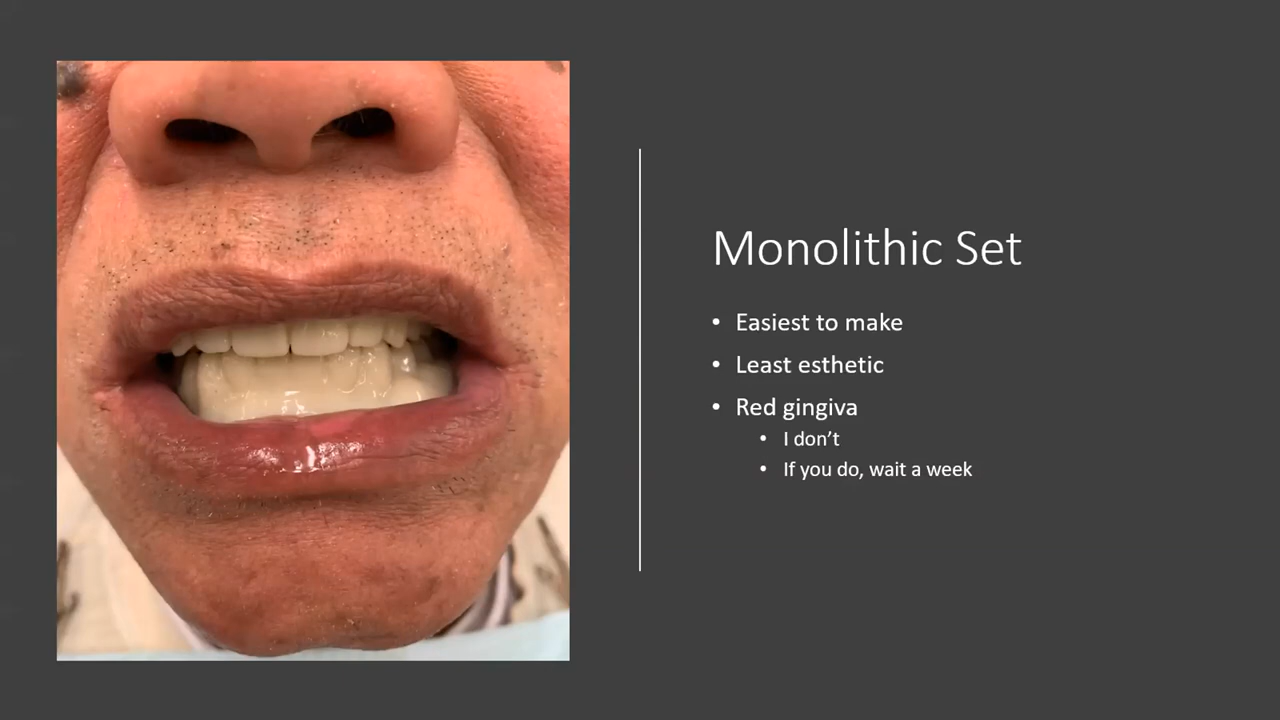 Monolithic Set
• Easiest to make
• Least esthetic
• Red gingiva
• I don’t
• If you do, wait a week